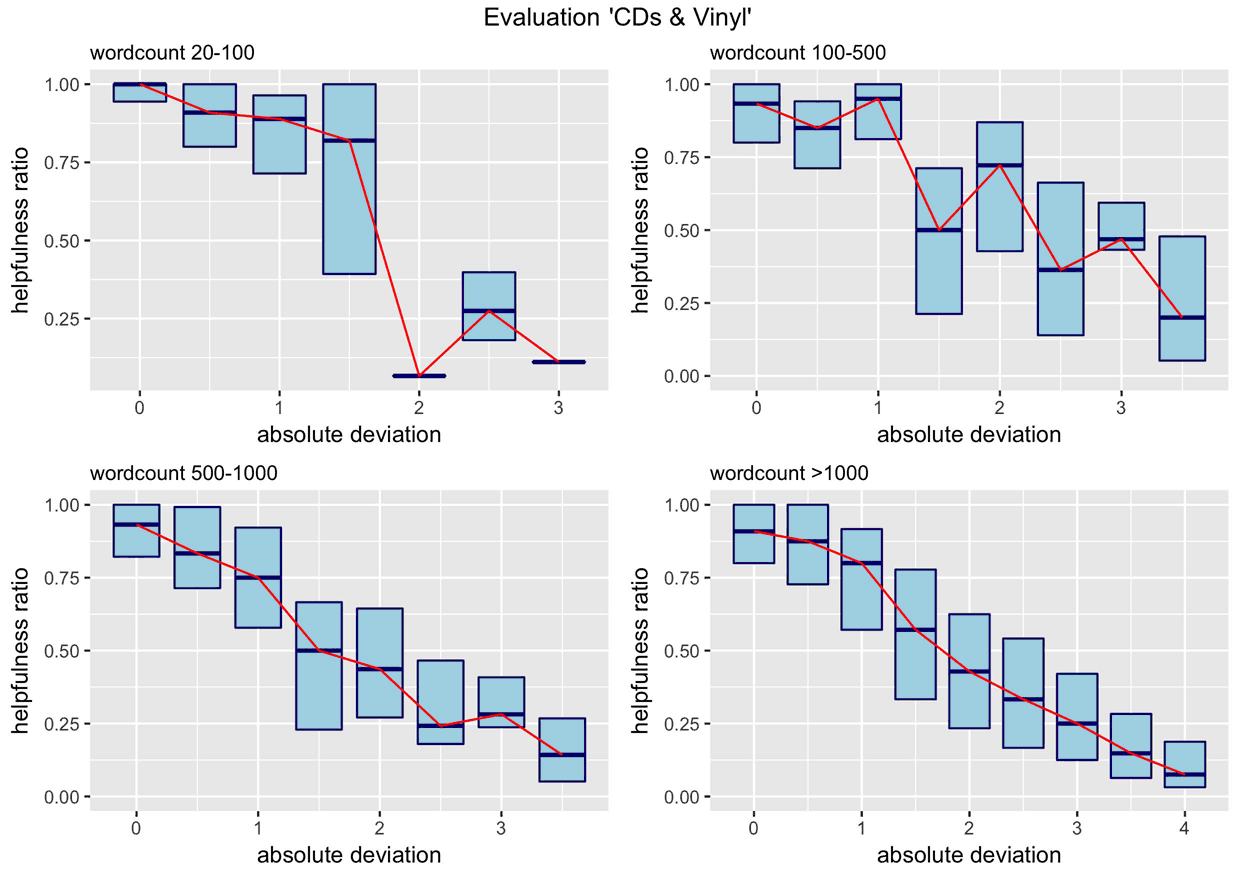 Evaluation 'CDs & Vinyl'
wordcount 20-100
helpfulness ratio
1.00
0.75
0.50
0.25
0 1 2 3
absolute deviation
wordcount 100-500
helpfulness ratio
1.00
0.75
0.50
0.25
0.00
0 1 2 3
absolute deviation
wordcount 500-1000
helpfulness ratio
1.00
0.75
0.50
0.25
0.00
0 1 2 3
absolute deviation
wordcount >1000
helpfulness ratio
1.00
0.75
0.50
0.25
0.00
0 1 2 3 4
absolute deviation